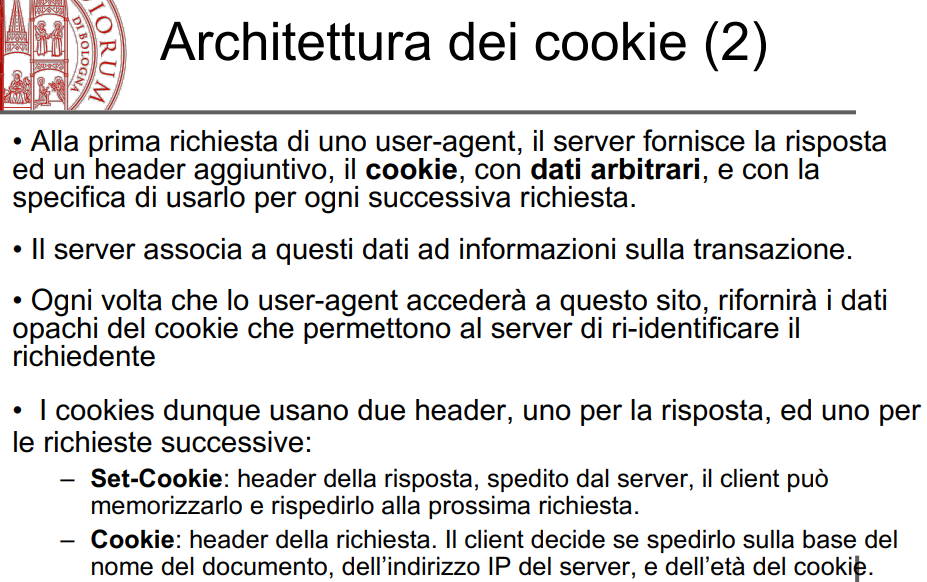 IORUM
DI BOLOGNA
Architettura dei cookie (2)
• Alla prima richiesta di uno user-agent, il server fornisce la risposta
ed un header aggiuntivo, il cookie, con dati arbitrari, e con la
specifica di usarlo per ogni successiva richiesta.
• Il server associa a questi dati ad informazioni sulla transazione.
• Ogni volta che lo user-agent accederà a questo sito, rifornirà i dati
opachi del cookie che permettono al server di ri-identificare il
richiedente
• I cookies dunque usano due header, uno per la risposta, ed uno per
le richieste successive:
– Set-Cookie: header della risposta, spedito dal server, il client può
memorizzarlo e rispedirlo alla prossima richiesta.
– Cookie: header della richiesta. Il client decide se spedirlo sulla base del
nome del documento, dell'indirizzo IP del server, e dell'età del cookie.